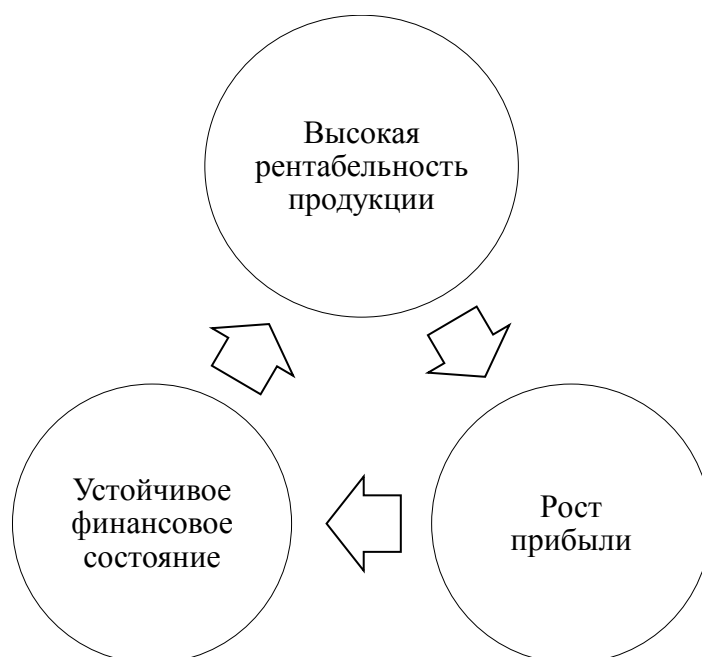 Высокая
рентабельность
продукции
Устойчивое
финансовое
состояние
Рост
прибыли